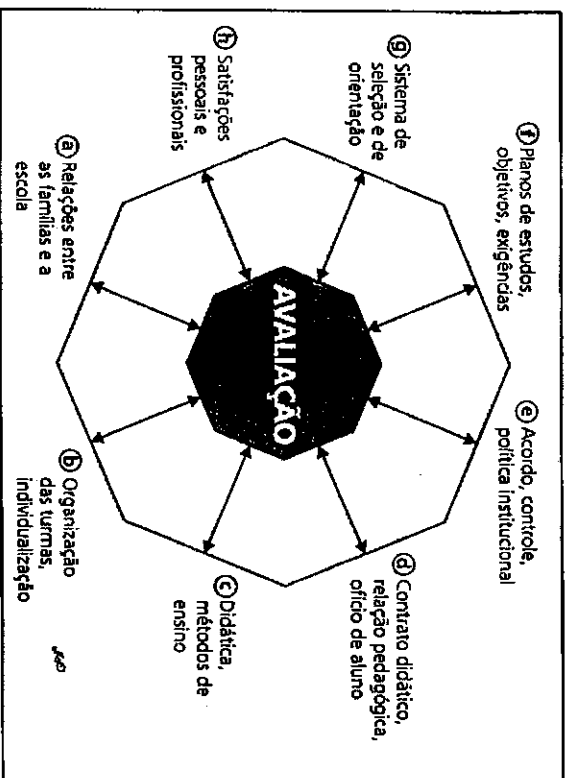 ⓕ Planos de estudos,
objetivos, exigências
ⓔ Acordo, controle,
política institucional
ⓖ Sistema de
seleção e de
orientação
ⓓ Contrato didático,
relação pedagógica,
ofício de aluno
AVALIAÇÃO
ⓗ Satisfações
pessoais e
profissionais
ⓒ Didática,
métodos de
ensino
ⓐ Relações entre
as famílias e a
escola
ⓑ Organização
das turmas,
individualização